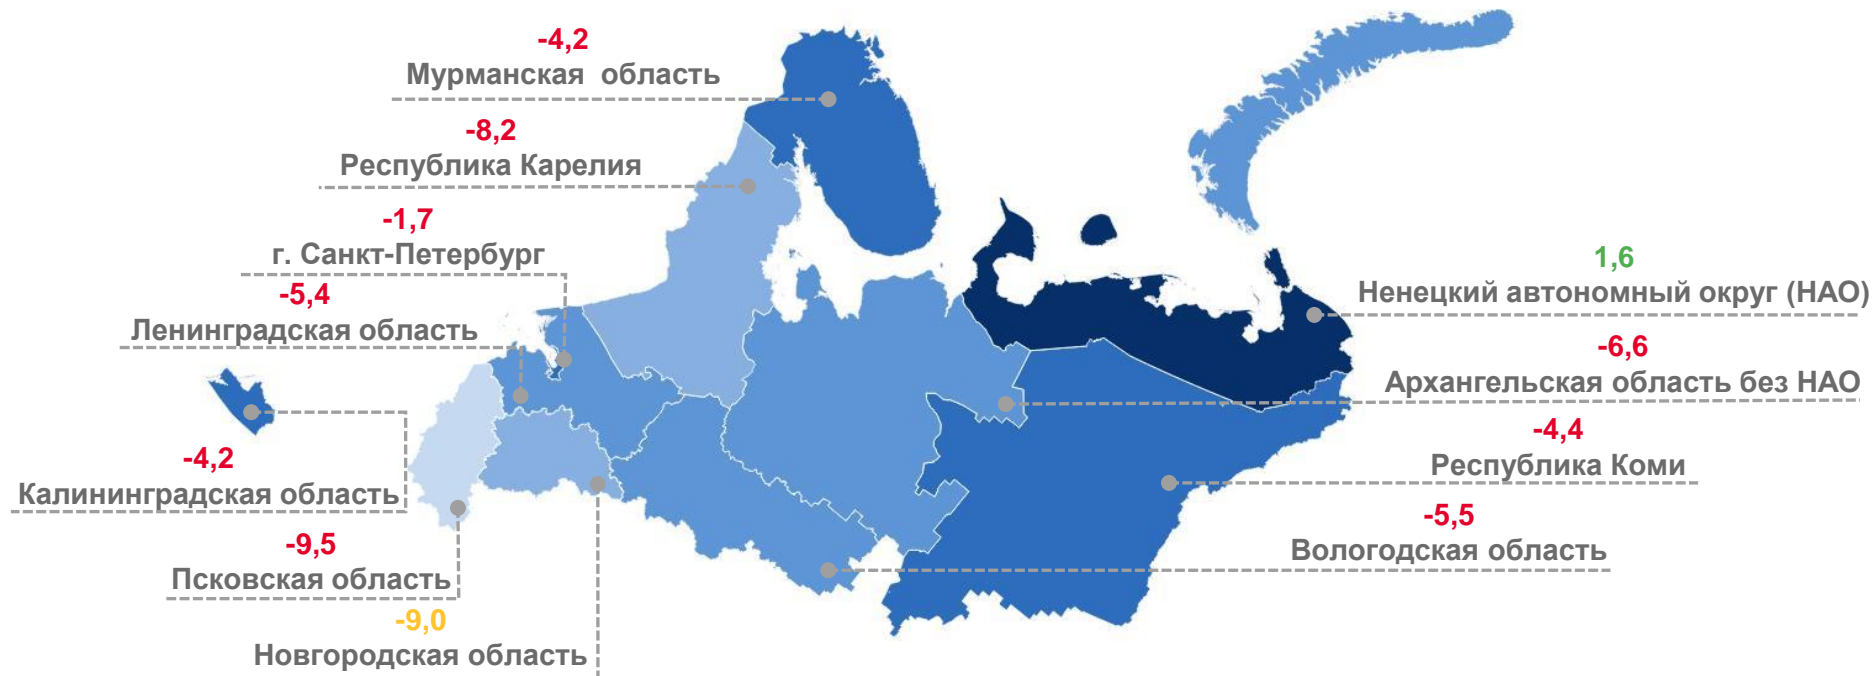 -4,2
Мурманская область
-8,2
Республика Карелия
-1,7
г. Санкт-Петербург
-5,4
Ленинградская область
-4,2
Калининградская область
-9,5
Псковская область
-9,0
Новгородская область
1,6
Ненецкий автономный округ (НАО)
-6,6
Архангельская область без НАО
-4,4
Республика Коми
-5,5
Вологодская область